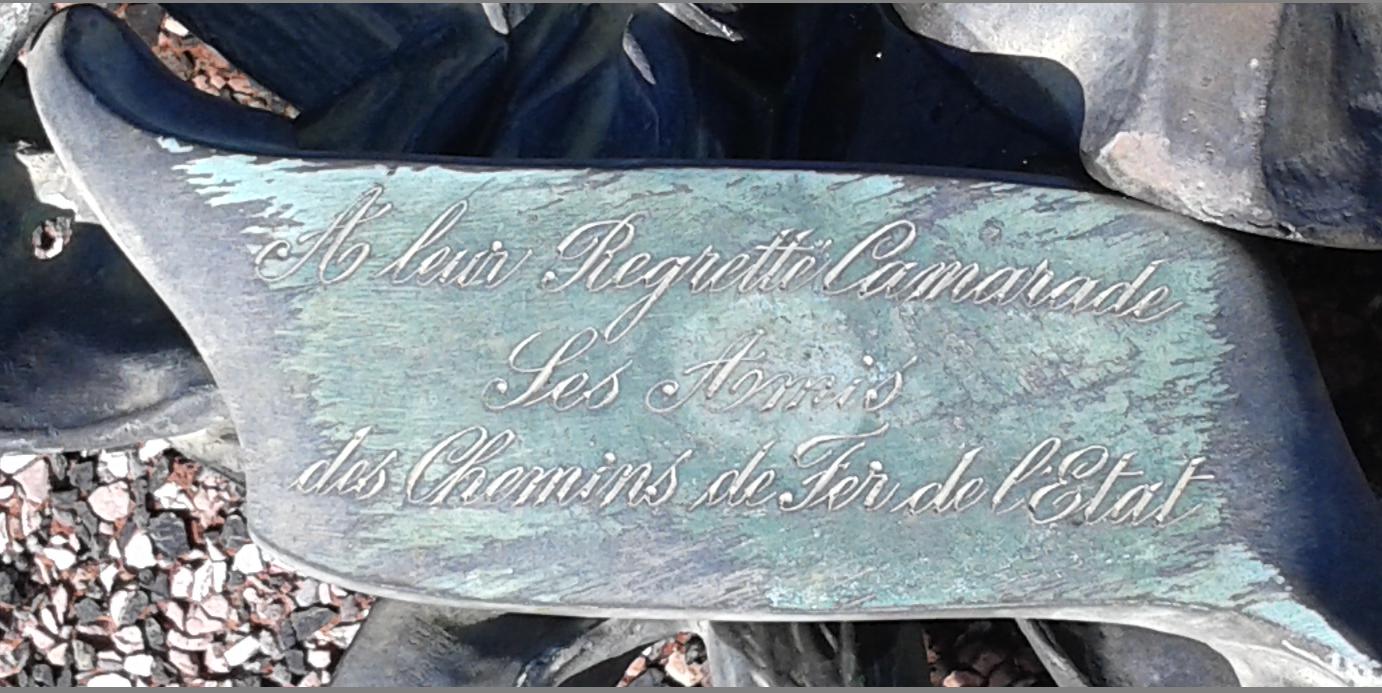 A leur Regretté Camarade
Ses Amis
des Chemins de Fer de l'Etat